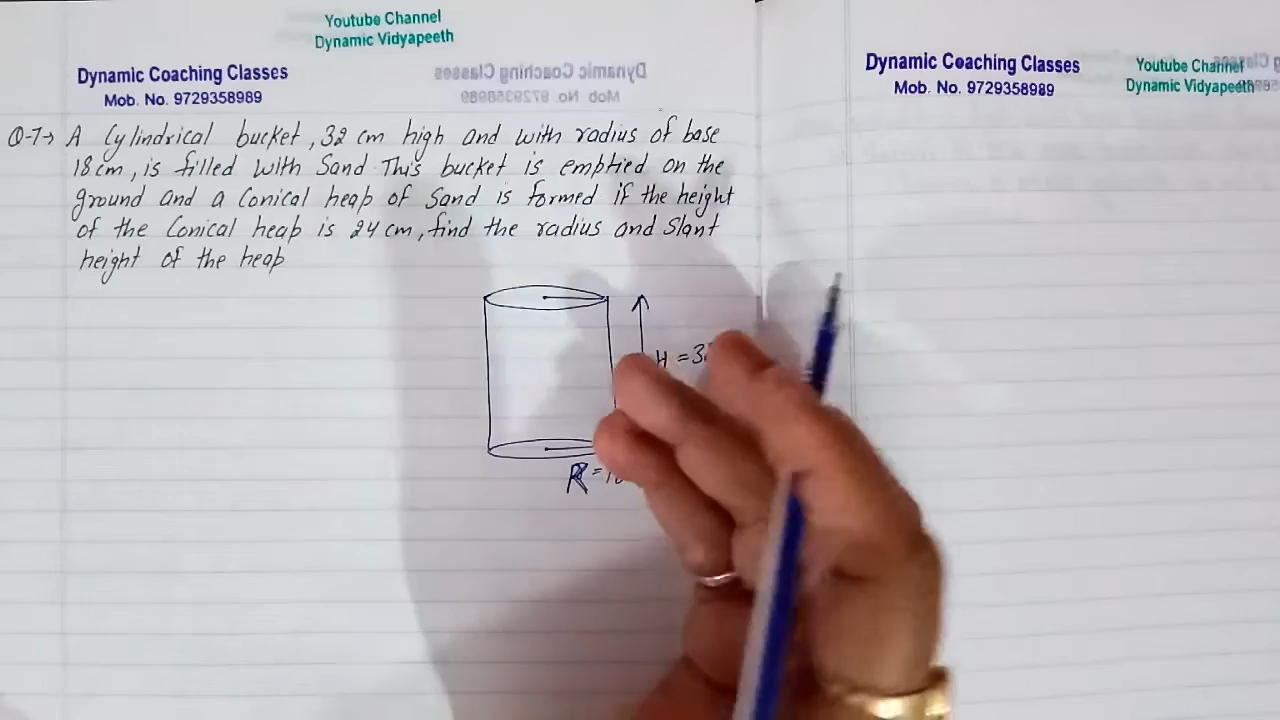 Youtube Channel
Dynamic Vidyapeeth
Dynamic Coaching Classes
Mob. No. 9729358989
Dynamic Coaching Classes
Mob. No. 9729358989
Youtube Channel
Dynamic Vidyapeeth
Q-7→ A Cylindrical bucket, 32 cm high and with radius of base
18 cm, is filled with Sand. This bucket is emptied on the
ground and a Conical heap of Sand is formed if the height
of the Conical heap is 24 cm, find the radius and Slant
height of the heap
H = 3
R =